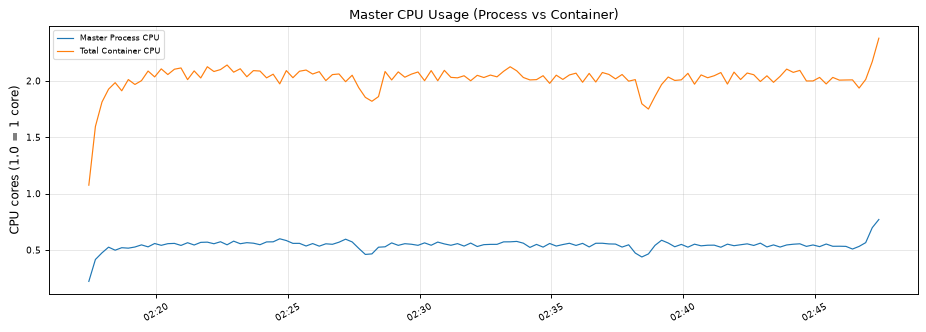 Master CPU Usage (Process vs Container)
Master Process CPU
Total Container CPU
CPU cores (1.0 = 1 core)
2.0
1.5
1.0
0.5
02:20
02:25
02:30
02:35
02:40
02:45